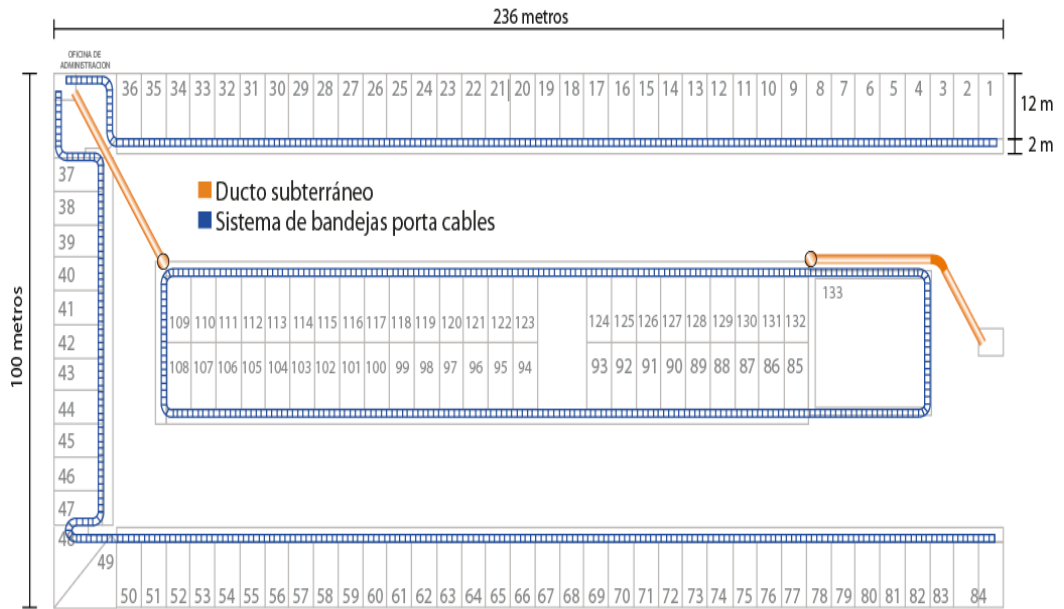 236 metros
OFICINA DE
ADMINISTRACION
36 35 34 33 32 31 30 29 28 27 26 25 24 23 22 21 20 19 18 17 16 15 14 13 12 11 10 9 8 7 6 5 4 3 2 1
12 m
2 m
37
Ducto subterráneo
38
Sistema de bandejas porta cables
39
40
133
41
109 110 111 112 113 114 115 116 117 118 119 120 121 122 123 124 125 126 127 128 129 130 131 132
42
100 metros
43
108 107 106 105 104 103 102 101 100 99 98 97 96 95 94 93 92 91 90 89 88 87 86 85
44
45
46
47
48
49
50 51 52 53 54 55 56 57 58 59 60 61 62 63 64 65 66 67 68 69 70 71 72 73 74 75 76 77 78 79 80 81 82 83 84